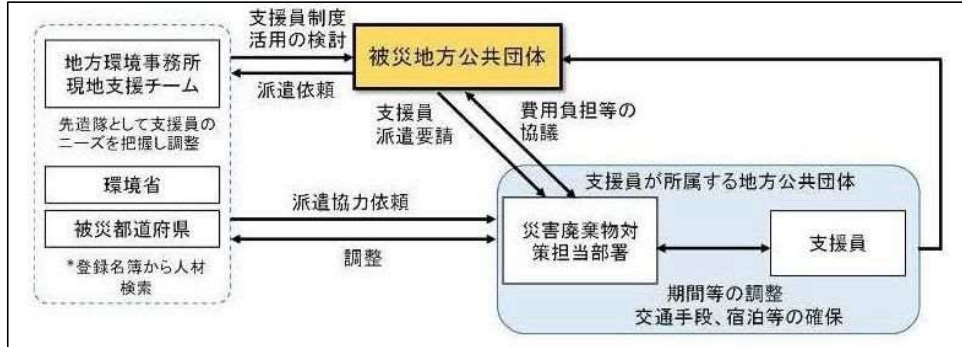 支援員制度
活用の検討
地方環境事務所
現地支援チーム
被災地方公共団体
派遣依頼
先遣隊として支援員の
ニーズを把握し調整
支援員
派遣要請
費用負担等の
協議
環境省
被災都道府県
*登録名簿から人材
検索
派遣協力依頼
調整
支援員が所属する地方公共団体
災害廃棄物対
策担当部署
支援員
期間等の調整
交通手段、宿泊等の確保